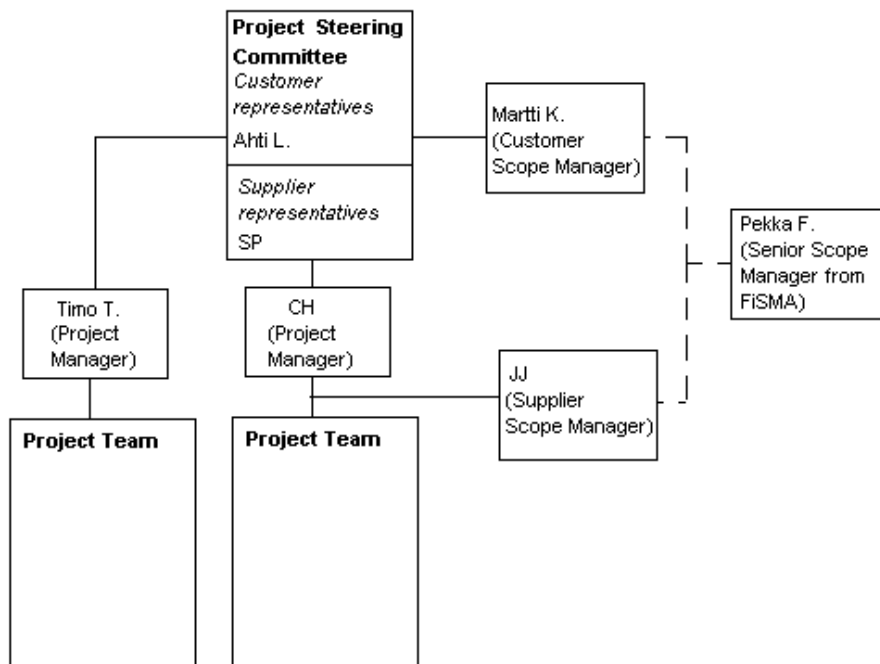 Project Steering
Committee
Customer
representatives
Ahti L.
Supplier
representatives
SP
Martti K.
(Customer
Scope Manager)
Pekka F.
(Senior Scope
Manager from
FiSMA)
Timo T.
(Project
Manager)
CH
(Project
Manager)
JJ
(Supplier
Scope Manager)
Project Team
Project Team